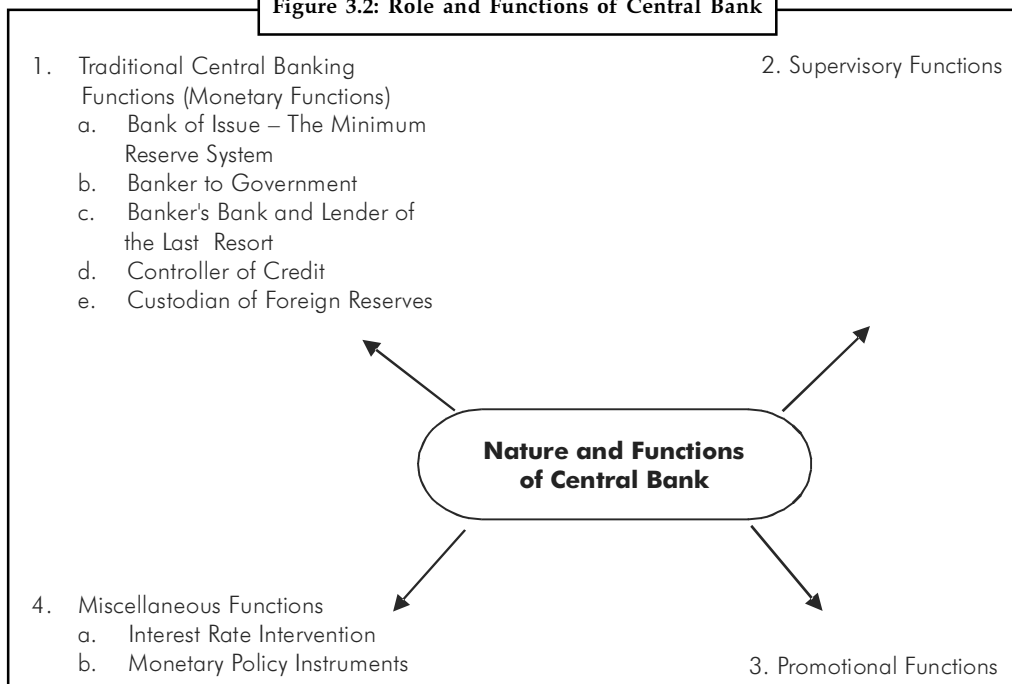 Figure 3.2: Role and Functions of Central Bank
1. Traditional Central Banking
Functions (Monetary Functions)
a. Bank of Issue – The Minimum
Reserve System
b. Banker to Government
c. Banker's Bank and Lender of
the Last Resort
d. Controller of Credit
e. Custodian of Foreign Reserves
2. Supervisory Functions
Nature and Functions
of Central Bank
4. Miscellaneous Functions
a. Interest Rate Intervention
b. Monetary Policy Instruments
3. Promotional Functions